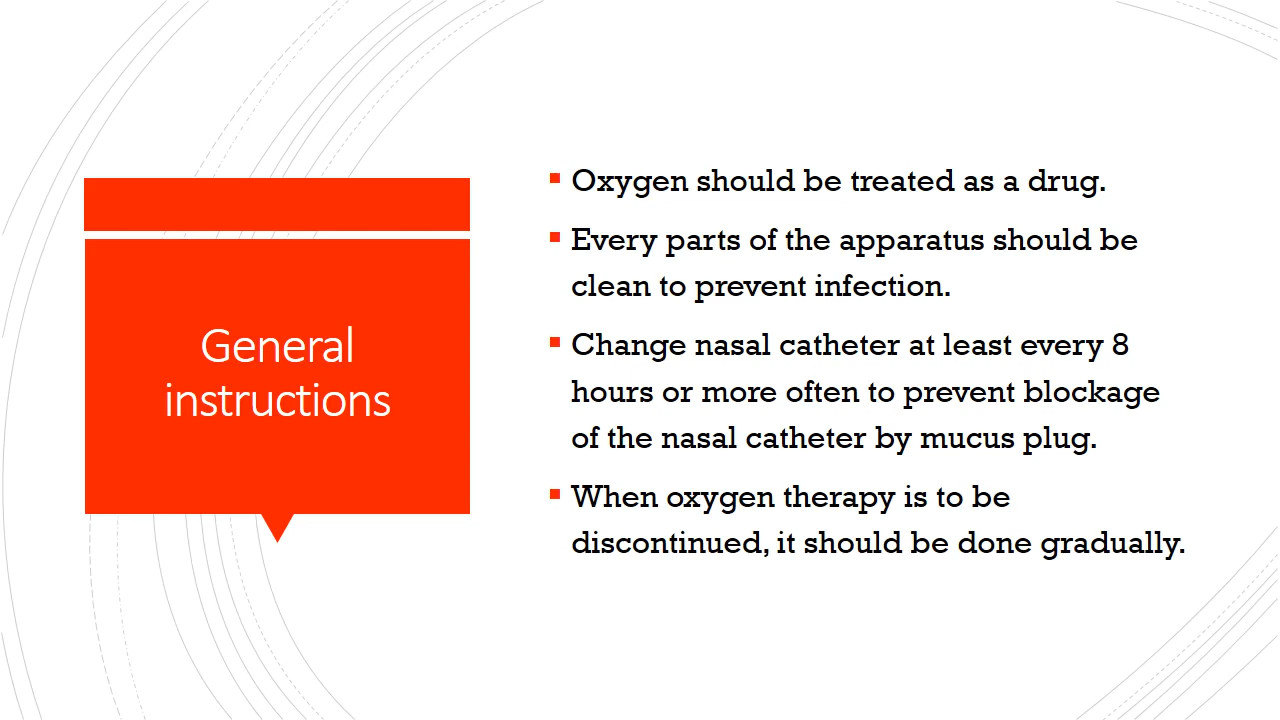 General
instructions
Oxygen should be treated as a drug.
Every parts of the apparatus should be
clean to prevent infection.
Change nasal catheter at least every 8
hours or more often to prevent blockage
of the nasal catheter by mucus plug.
When oxygen therapy is to be
discontinued, it should be done gradually.